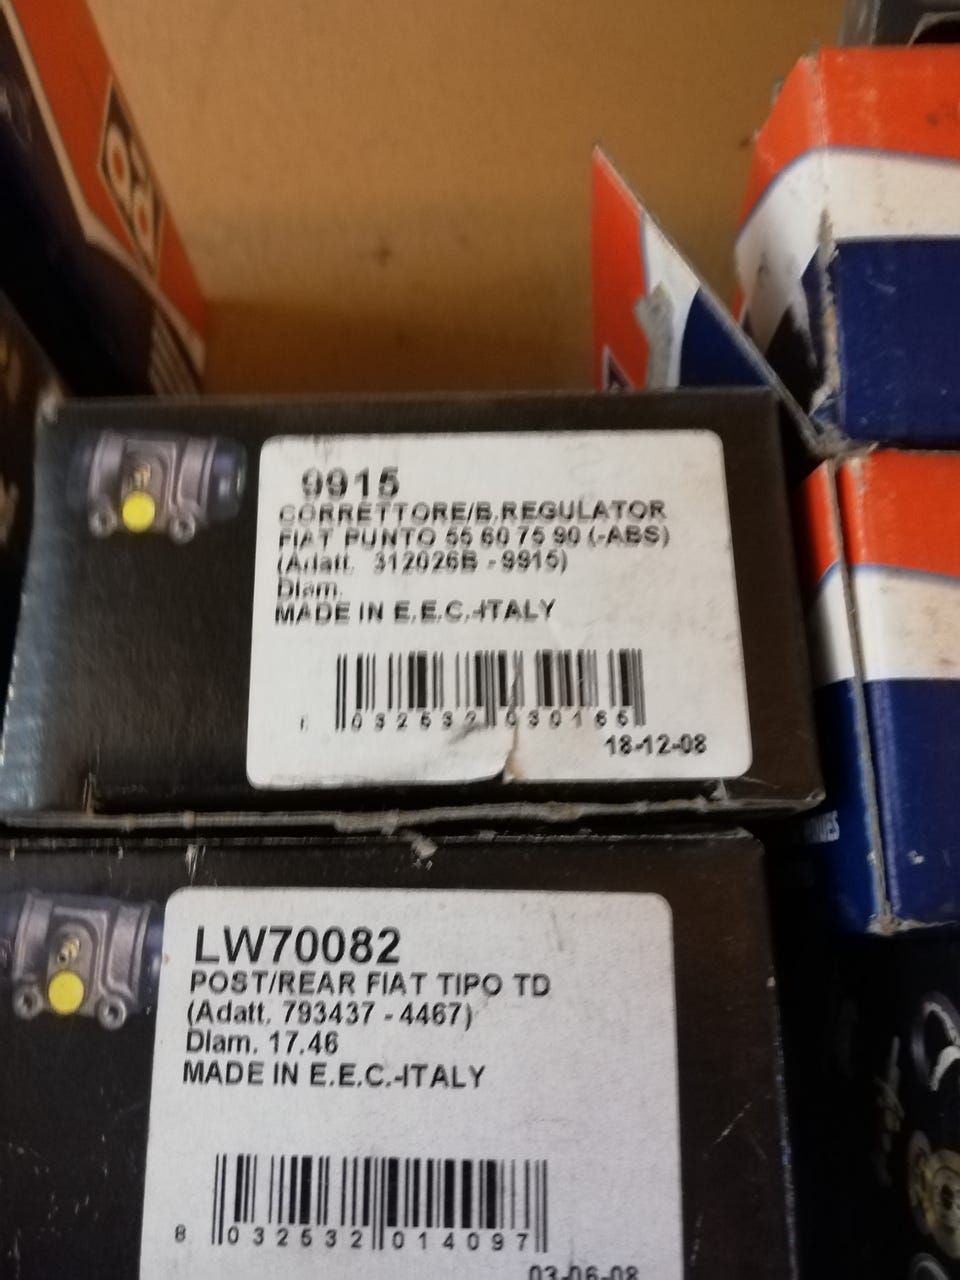 9915
CORRETTORE/B.REGULATOR
FIAT PUNTO 55 60 75 90 (-ABS)
(Adatt. 312026B - 9915)
Diam.
MADE IN E.E.C.-ITALY
032532 030166
18-12-08
LW70082
POST/REAR FIAT TIPO TD
(Adatt. 793437 - 4467)
Diam. 17.46
MADE IN E.E.C.-ITALY
8 032532 014097
03-06-08